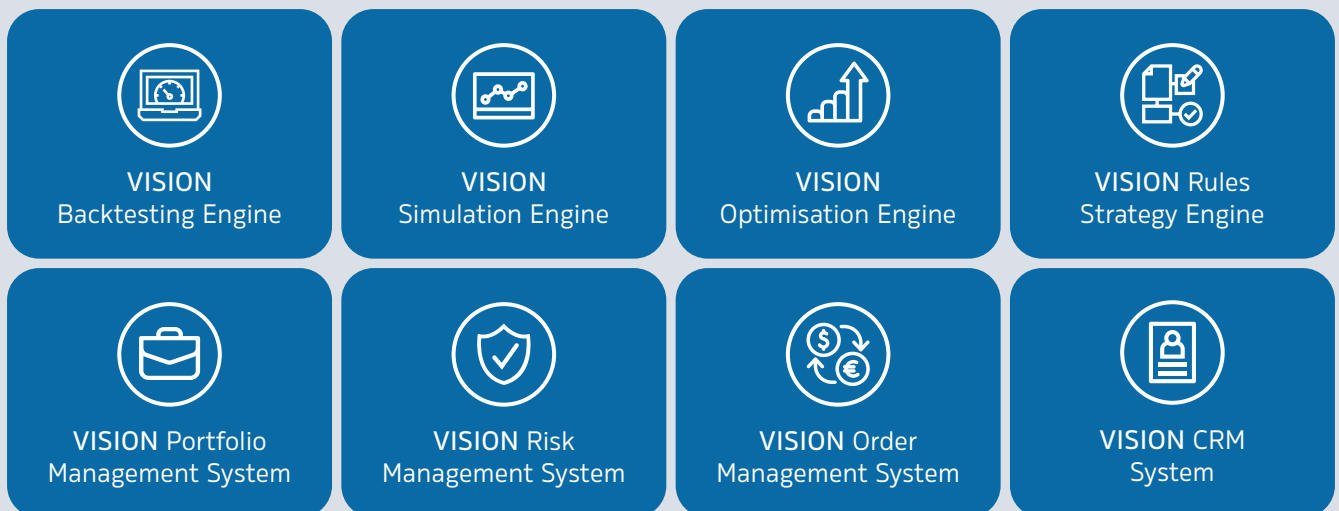 VISION
Backtesting Engine
VISION
Simulation Engine
VISION
Optimisation Engine
VISION Rules
Strategy Engine
VISION Portfolio
Management System
VISION Risk
Management System
$
€
VISION Order
Management System
VISION CRM
System